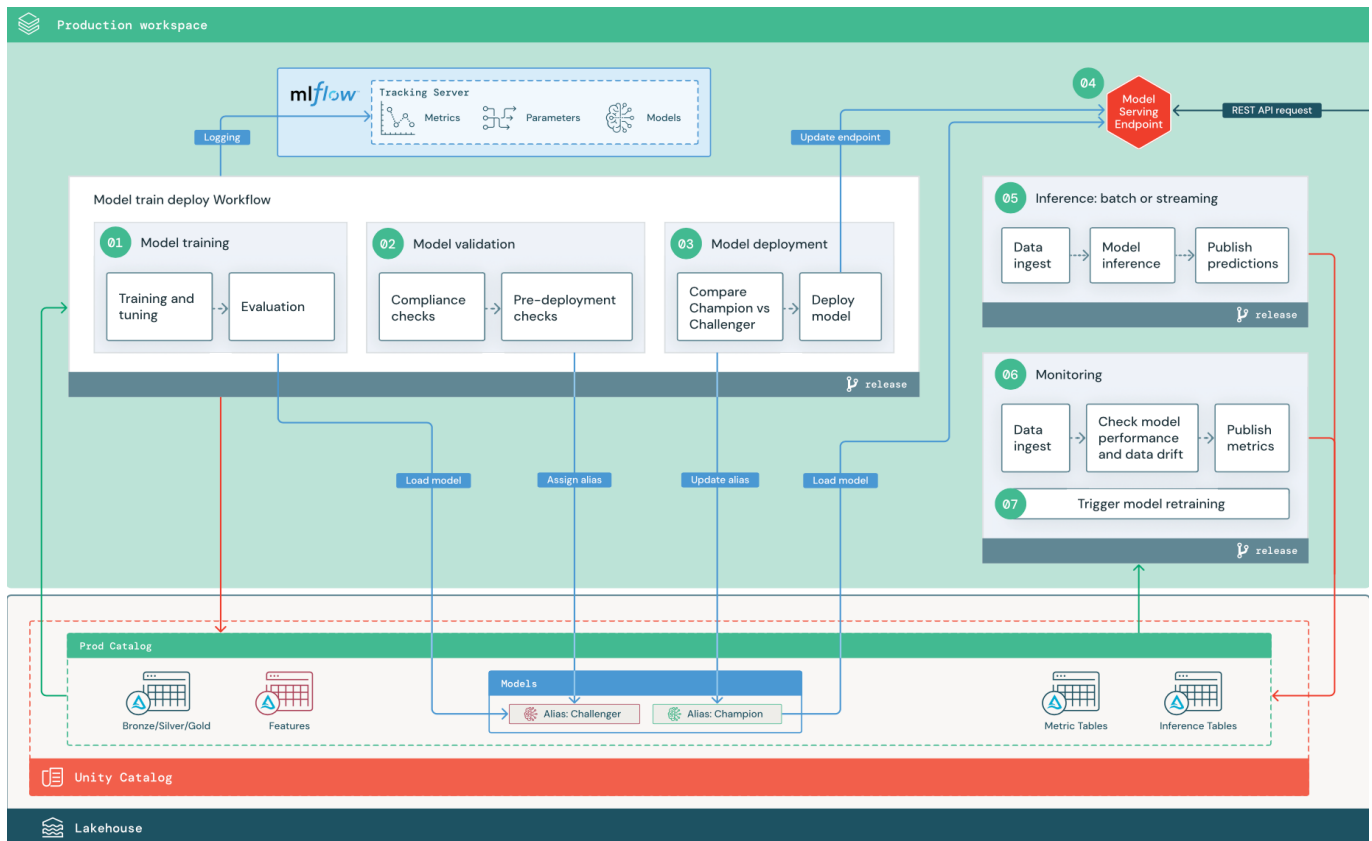 Production workspace
mlflow
Tracking Server
Metrics
Parameters
Models
Logging
Update endpoint
04
Model
Serving
Endpoint
REST API request
Model train deploy Workflow
01
Model training
Training and
tuning
Evaluation
02
Model validation
Compliance
checks
Pre-deployment
checks
03
Model deployment
Compare
Champion vs
Challenger
Deploy
model
release
05
Inference: batch or streaming
Data
ingest
Model
inference
Publish
predictions
release
06
Monitoring
Data
ingest
Check model
performance
and data drift
Publish
metrics
07
Trigger model retraining
release
Load model
Assign alias
Update alias
Load model
Prod Catalog
Bronze/Silver/Gold
Features
Models
Alias: Challenger
Alias: Champion
Metric Tables
Inference Tables
Unity Catalog
Lakehouse